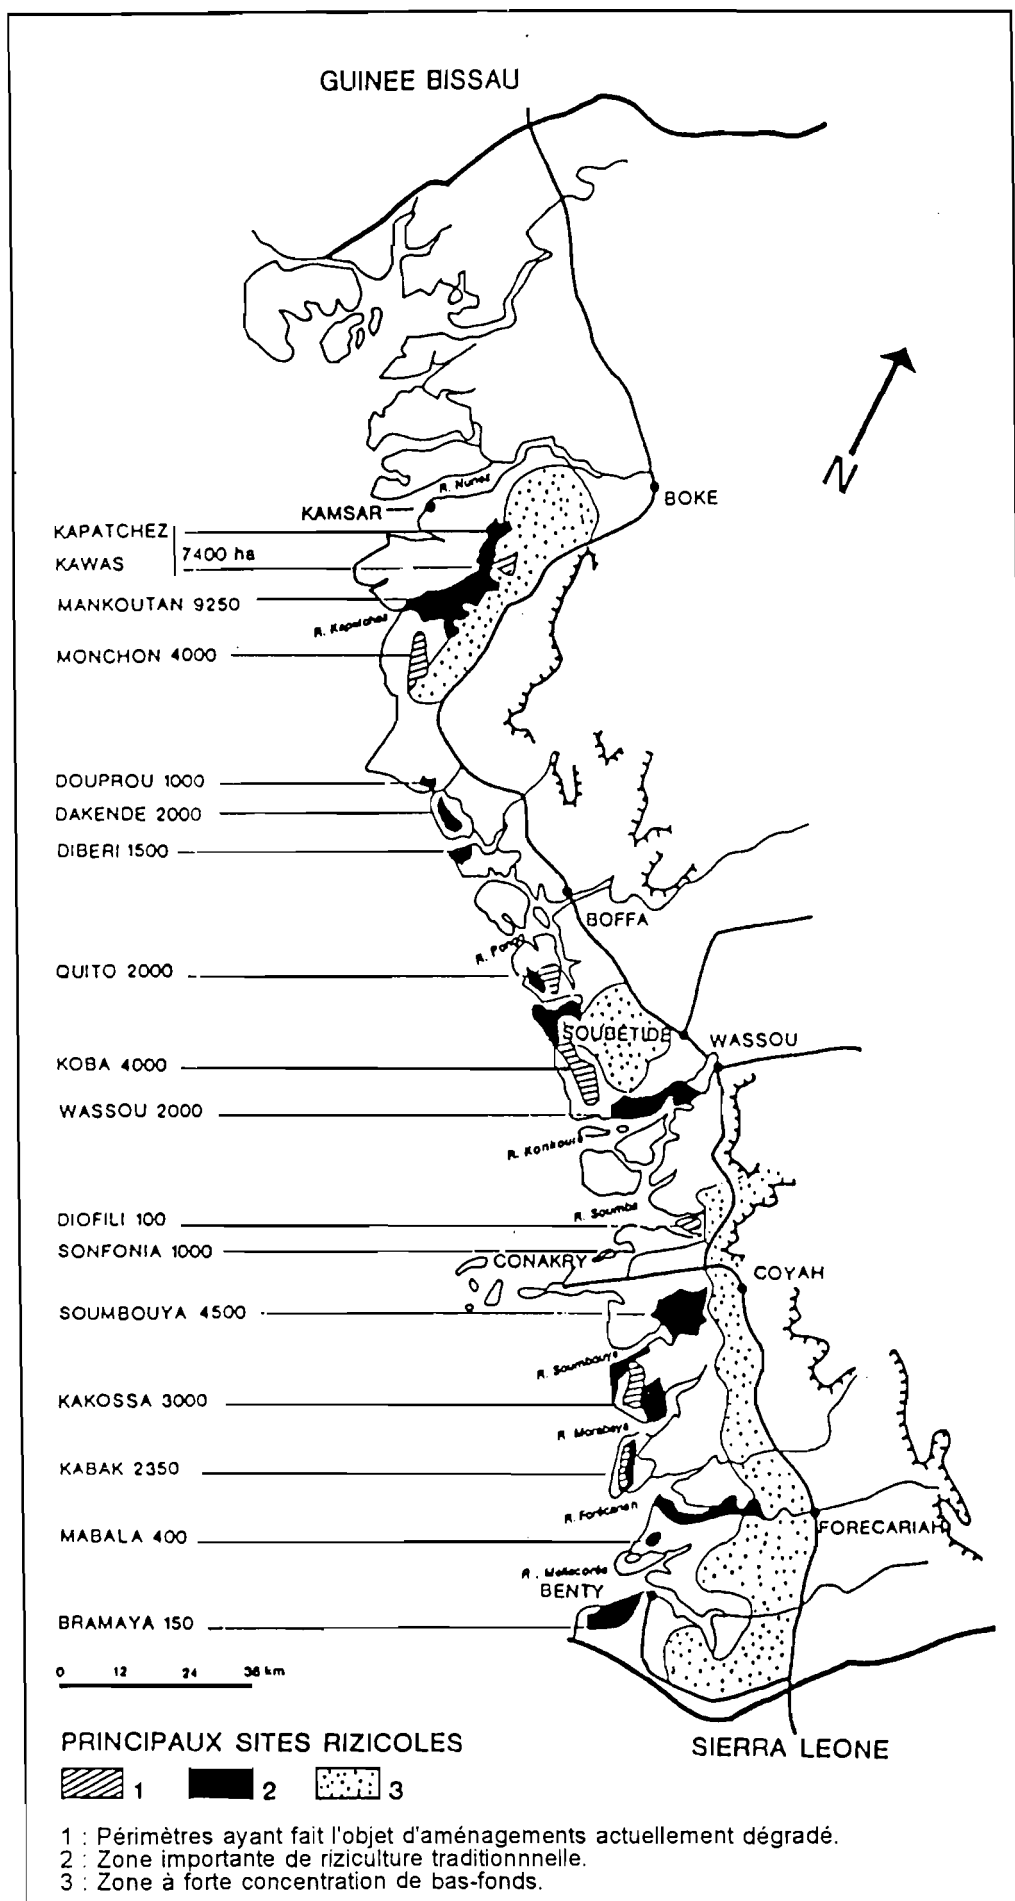 GUINEE BISSAU
N
R. Nunez
BOKE
KAMSAR
KAPATCHEZ
7400 ha
KAWAS
MANKOUTAN 9250
R. Kapatchez
MONCHON 4000
DOUPROU 1000
DAKENDE 2000
DIBERI 1500
BOFFA
R. Pongo
QUITO 2000
SOUBETIDE
WASSOU
KOBA 4000
WASSOU 2000
R. Konkouré
R. Soumba
DIOFILI 100
SONFONIA 1000
CONAKRY
COYAH
SOUMBOUYA 4500
R. Soumbouya
KAKOSSA 3000
R. Morebaya
KABAK 2350
R. Forécariah
FORECARIAH
MABALA 400
R. Mellacorée
BENTY
BRAMAYA 150
0 12 24 36 km
PRINCIPAUX SITES RIZICOLES
SIERRA LEONE
1 2 3
1 : Périmètres ayant fait l'objet d'aménagements actuellement dégradé.
2 : Zone importante de riziculture traditionnnelle.
3 : Zone à forte concentration de bas-fonds.